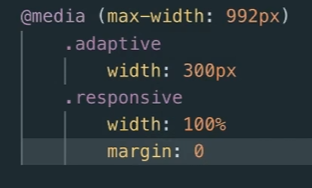 @media (max-width: 992px)
.adaptive
width: 300px
.responsive
width: 100%
margin: 0